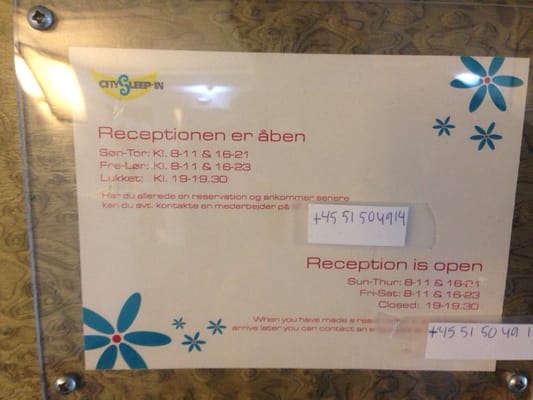 CITYSLEEP-IN
Receptionen er åben
Søn-Tor: Kl. 8-11 & 16-21
Fre-Lør: Kl. 8-11 & 16-23
Lukket: Kl. 19-19.30
Har du allerede en reservation og ankommer senere
kan du evt. kontakte en medarbejder på
+45 51 504914
Reception is open
Sun-Thur: 8-11 & 16-21
Fri-Sat: 8-11 & 16-23
Closed: 19-19.30
When you have made a
arrive later you can contact an
+45 51 50 49 1